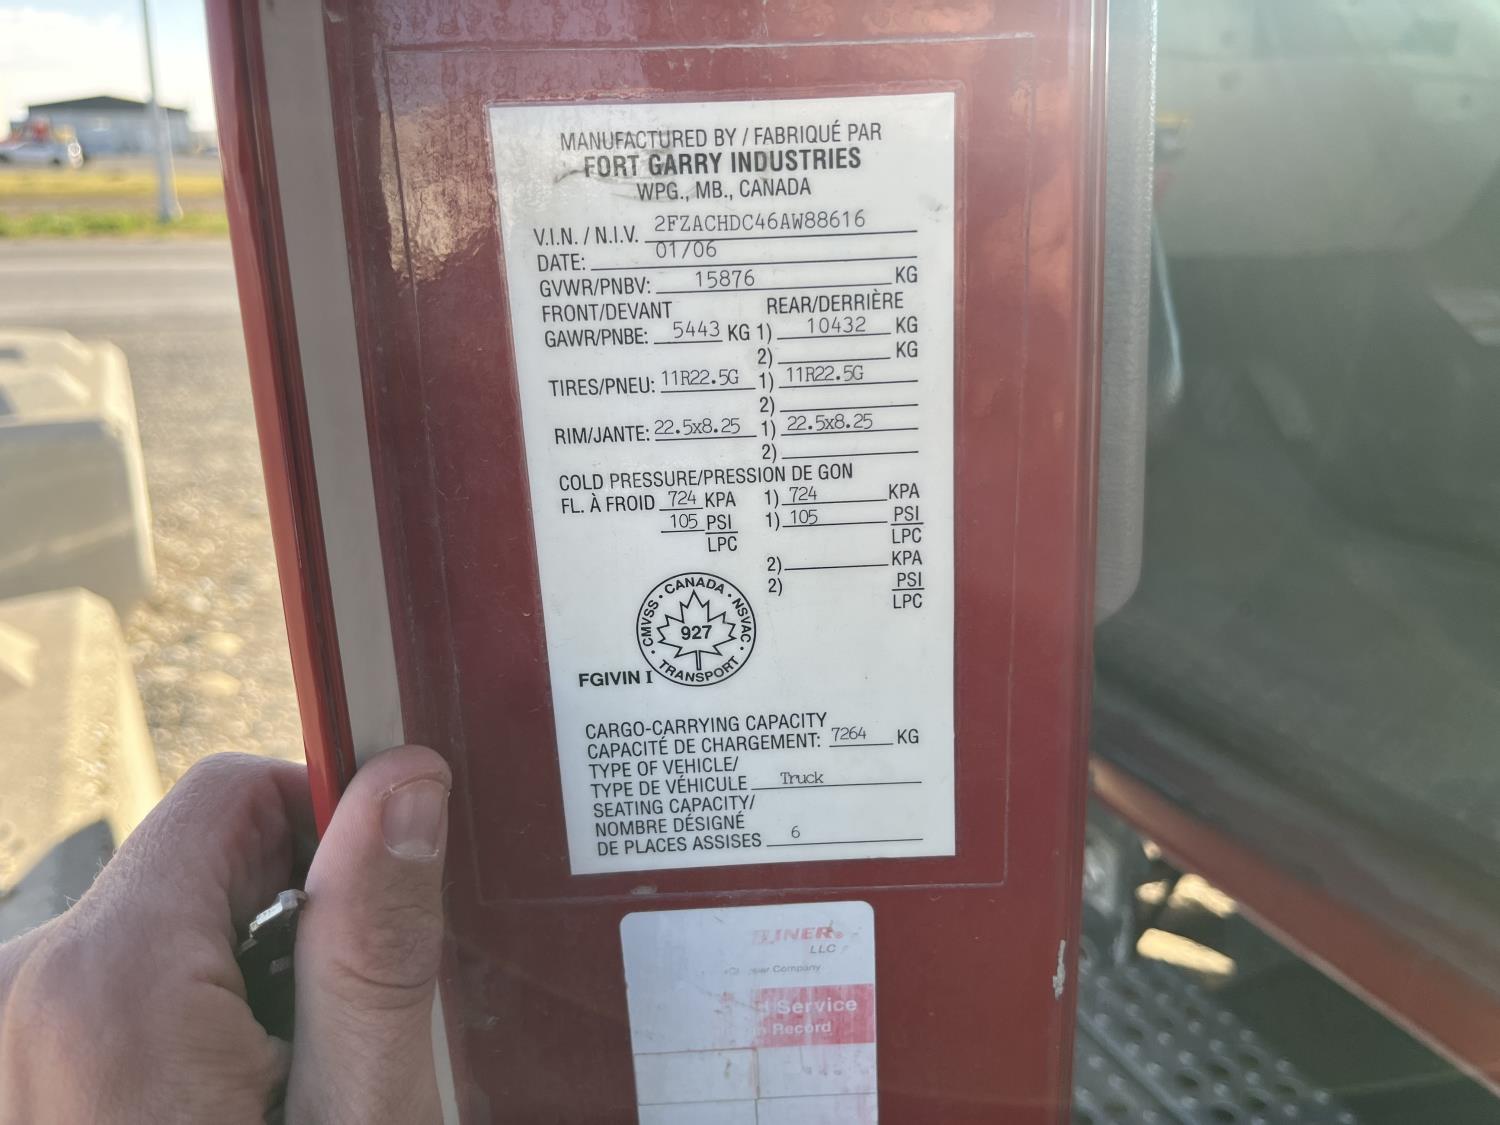 MANUFACTURED BY / FABRIQUÉ PAR
FORT GARRY INDUSTRIES
WPG., MB., CANADA
V.I.N. / N.I.V. 2FZACHDC46AW88616
DATE: 01/06
GVWR/PNBV: 15876 KG
FRONT/DEVANT REAR/DERRIÈRE
GAWR/PNBE: 5443 KG 1) 10432 KG
2) KG
TIRES/PNEU: 11R22.5G 1) 11R22.5G
2)
RIM/JANTE: 22.5x8.25 1) 22.5x8.25
2)
COLD PRESSURE/PRESSION DE GON
FL. À FROID 724 KPA 1) 724 KPA
105 PSI 1) 105 PSI
LPC LPC
2) KPA
2) PSI
LPC
CANADA
CMVSS 927 NSVAC
TRANSPORT
FGIVIN I
CARGO-CARRYING CAPACITY
CAPACITÉ DE CHARGEMENT: 7264 KG
TYPE OF VEHICLE/
TYPE DE VÉHICULE Truck
SEATING CAPACITY/
NOMBRE DÉSIGNÉ
DE PLACES ASSISES 6
LLC
Company
Service
Record